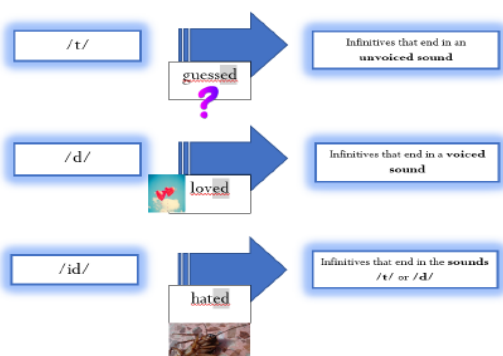 /t/
guessed
Infinitives that end in an
unvoiced sound
?
/d/
loved
Infinitives that end in a voiced
sound
/id/
hated
Infinitives that end in the sounds
/t/ or /d/